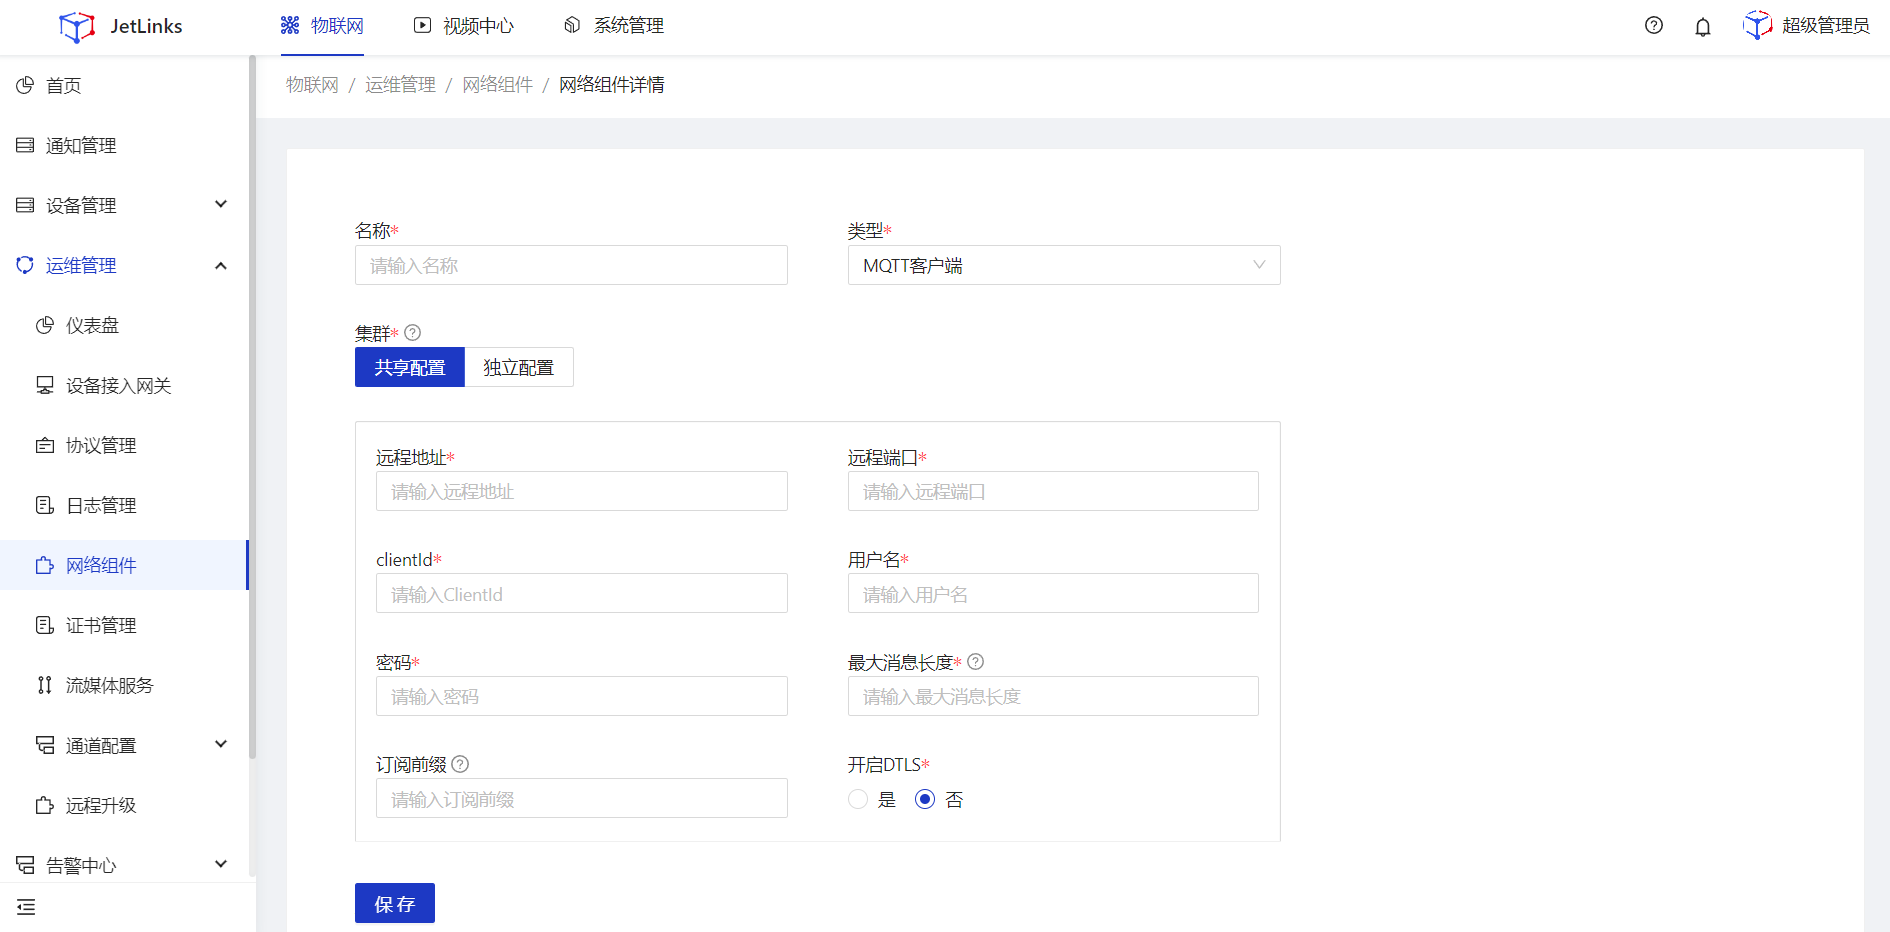 JetLinks
物联网
视频中心
系统管理
超级管理员
首页
通知管理
设备管理
运维管理
仪表盘
设备接入网关
协议管理
日志管理
网络组件
证书管理
流媒体服务
通道配置
远程升级
告警中心
物联网 / 运维管理 / 网络组件 / 网络组件详情
名称*
请输入名称
类型*
MQTT客户端
集群*
共享配置
独立配置
远程地址*
请输入远程地址
远程端口*
请输入远程端口
clientId*
请输入ClientId
用户名*
请输入用户名
密码*
请输入密码
最大消息长度*
请输入最大消息长度
订阅前缀
请输入订阅前缀
开启DTLS*
是
否
保存